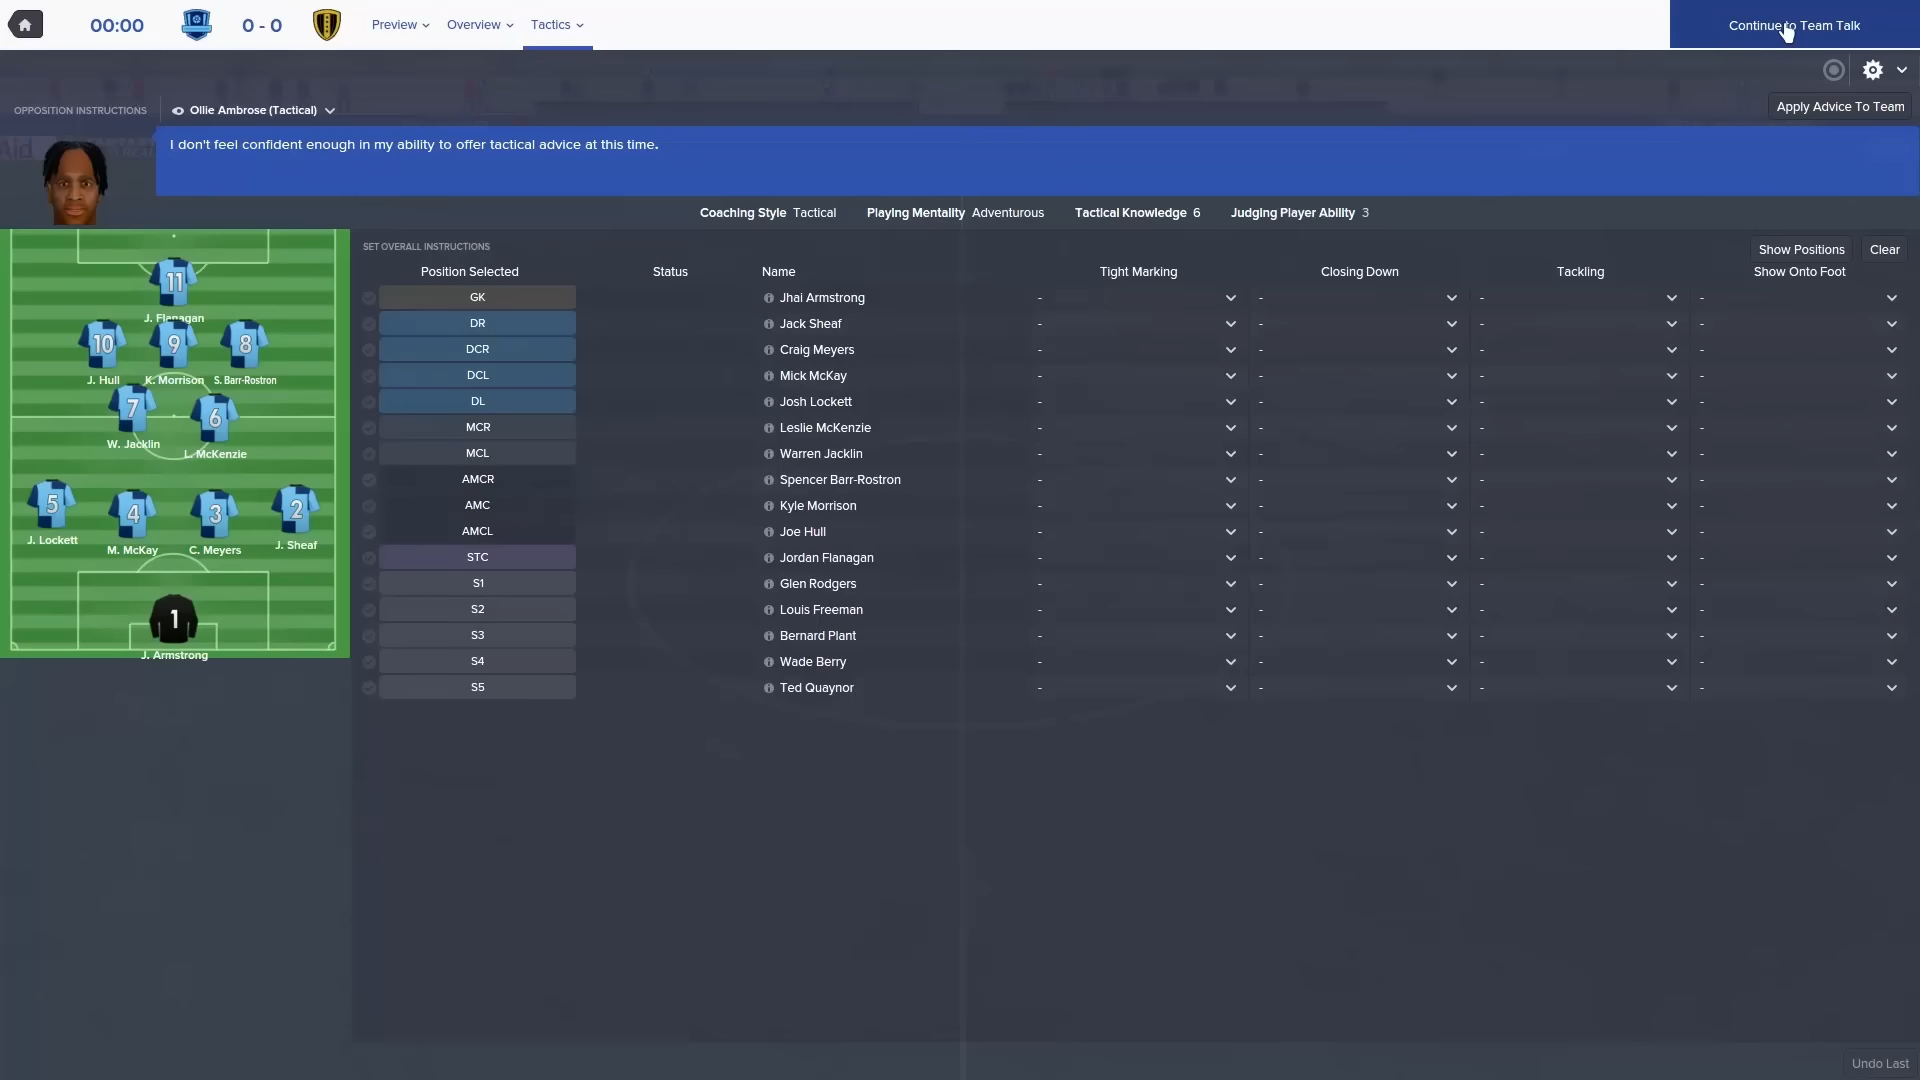 00:00 0 - 0 Preview Overview Tactics Continue to Team Talk
OPPOSITION INSTRUCTIONS Ollie Ambrose (Tactical) Apply Advice To Team
I don't feel confident enough in my ability to offer tactical advice at this time.
Coaching Style Tactical Playing Mentality Adventurous Tactical Knowledge 6 Judging Player Ability 3
SET OVERALL INSTRUCTIONS Show Positions Clear
Position Selected Status Name Tight Marking Closing Down Tackling Show Onto Foot
GK Jhai Armstrong - - - -
DR Jack Sheaf - - - -
DCR Craig Meyers - - - -
DCL Mick McKay - - - -
DL Josh Lockett - - - -
MCR Leslie McKenzie - - - -
MCL Warren Jacklin - - - -
AMCR Spencer Barr-Rostron - - - -
AMC Kyle Morrison - - - -
AMCL Joe Hull - - - -
STC Jordan Flanagan - - - -
S1 Glen Rodgers - - - -
S2 Louis Freeman - - - -
S3 Bernard Plant - - - -
S4 Wade Berry - - - -
S5 Ted Quaynor - - - -
11
J. Flanagan
10 9 8
J. Hull K. Morrison S. Barr-Rostron
7 6
W. Jacklin L. McKenzie
5 4 3 2
J. Lockett M. McKay C. Meyers J. Sheaf
1
J. Armstrong
Undo Last